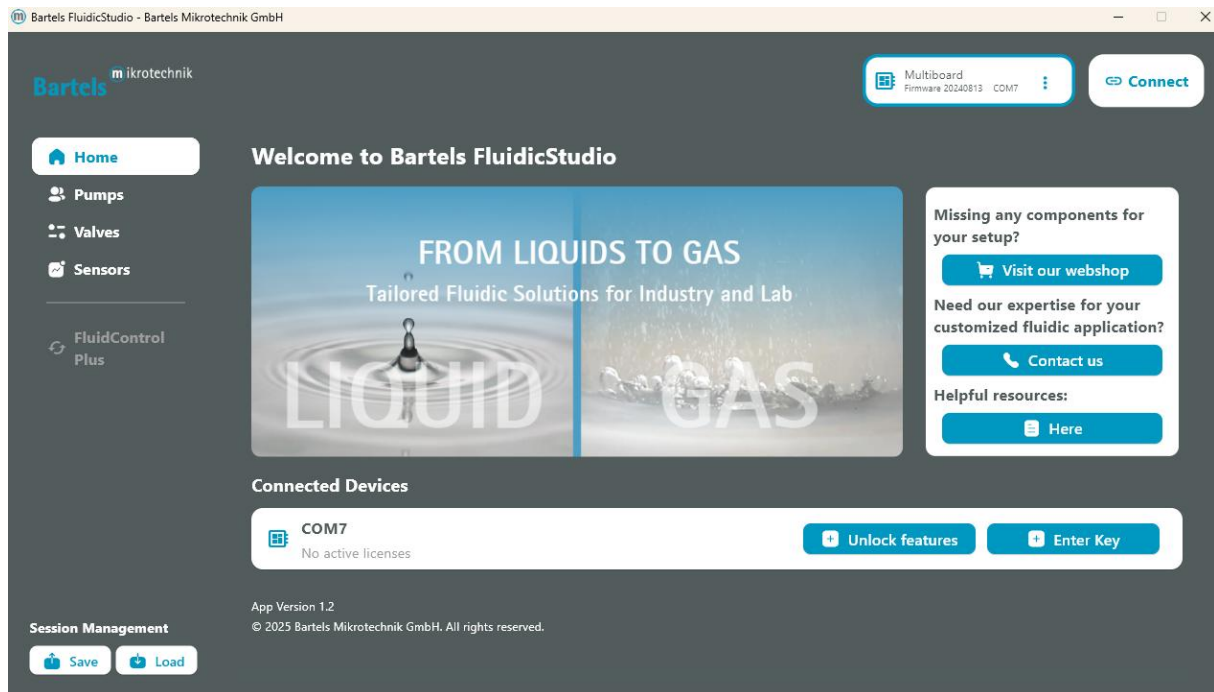 Bartels FluidicStudio - Bartels Mikrotechnik GmbH
Bartels mikrotechnik
Multiboard
Firmware 20240813 COM7
Connect
Home
Pumps
Valves
Sensors
FluidControl
Plus
Welcome to Bartels FluidicStudio
FROM LIQUIDS TO GAS
Tailored Fluidic Solutions for Industry and Lab
LIQUID GAS
Missing any components for
your setup?
Visit our webshop
Need our expertise for your
customized fluidic application?
Contact us
Helpful resources:
Here
Connected Devices
COM7
No active licenses
Unlock features
Enter Key
App Version 1.2
© 2025 Bartels Mikrotechnik GmbH. All rights reserved.
Session Management
Save
Load